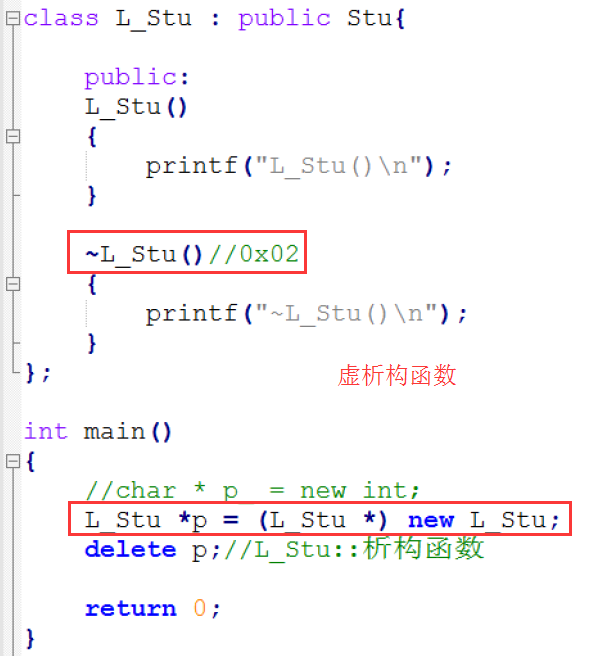 class L_Stu : public Stu{
public:
L_Stu()
{
printf("L_Stu()\n");
}
~L_Stu()//0x02
{
printf("~L_Stu()\n");
}
};
虚析构函数
int main()
{
//char * p  = new int;
L_Stu *p = (L_Stu *) new L_Stu;
delete p;//L_Stu::析构函数
return 0;
}